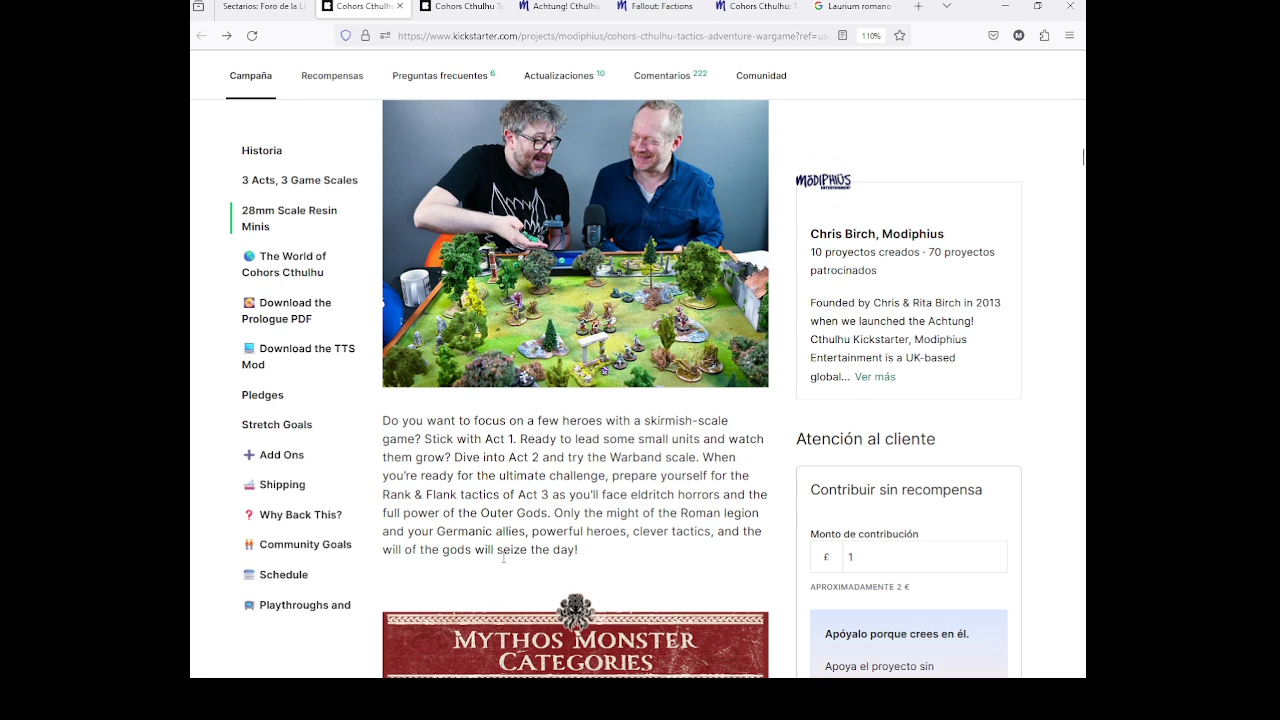 Sectarios: Foro de la Ll
Cohors Cthulhu
Cohors Cthulhu Ta
Achtung! Cthulhu
Fallout: Factions
Cohors Cthulhu: T
Laurium romano
https://www.kickstarter.com/projects/modiphius/cohors-cthulhu-tactics-adventure-wargame?ref=us
110%
Campaña
Recompensas
Preguntas frecuentes 6
Actualizaciones 10
Comentarios 222
Comunidad
Historia
3 Acts, 3 Game Scales
28mm Scale Resin
Minis
The World of
Cohors Cthulhu
Download the
Prologue PDF
Download the TTS
Mod
Pledges
Stretch Goals
Add Ons
Shipping
Why Back This?
Community Goals
Schedule
Playthroughs and
Do you want to focus on a few heroes with a skirmish-scale
game? Stick with Act 1. Ready to lead some small units and watch
them grow? Dive into Act 2 and try the Warband scale. When
you're ready for the ultimate challenge, prepare yourself for the
Rank & Flank tactics of Act 3 as you'll face eldritch horrors and the
full power of the Outer Gods. Only the might of the Roman legion
and your Germanic allies, powerful heroes, clever tactics, and the
will of the gods will seize the day!
MYTHOS MONSTER
CATEGORIES
MODIPHIUS
ENTERTAINMENT
Chris Birch, Modiphius
10 proyectos creados · 70 proyectos
patrocinados
Founded by Chris & Rita Birch in 2013
when we launched the Achtung!
Cthulhu Kickstarter, Modiphius
Entertainment is a UK-based
global... Ver más
Atención al cliente
Contribuir sin recompensa
Monto de contribución
£ 1
APROXIMADAMENTE 2 €
Apóyalo porque crees en él.
Apoya el proyecto sin